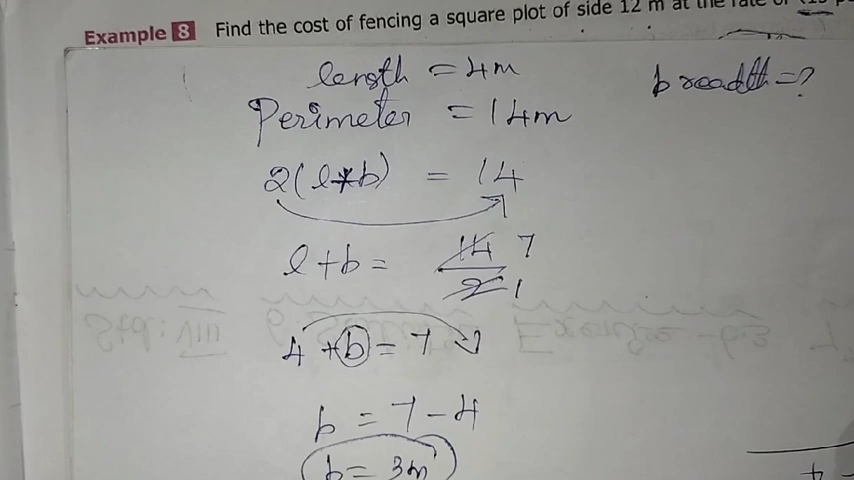 Example 8 Find the cost of fencing a square plot of side 12 m at the rate of ₹15
length = 4m breadth = ?
Perimeter = 14m
2(l+b) = 14
l+b = 14/2 7 1
4+b = 7
b = 7-4
b = 3m